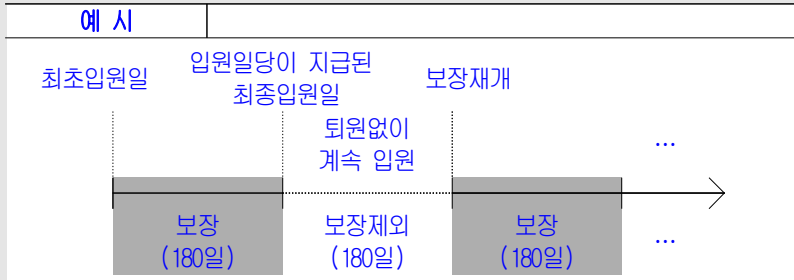 예 시
최초입원일
입원일당이 지급된
최종입원일
보장재개
퇴원없이
계속 입원
...
보장
(180일)
보장제외
(180일)
보장
(180일)
...